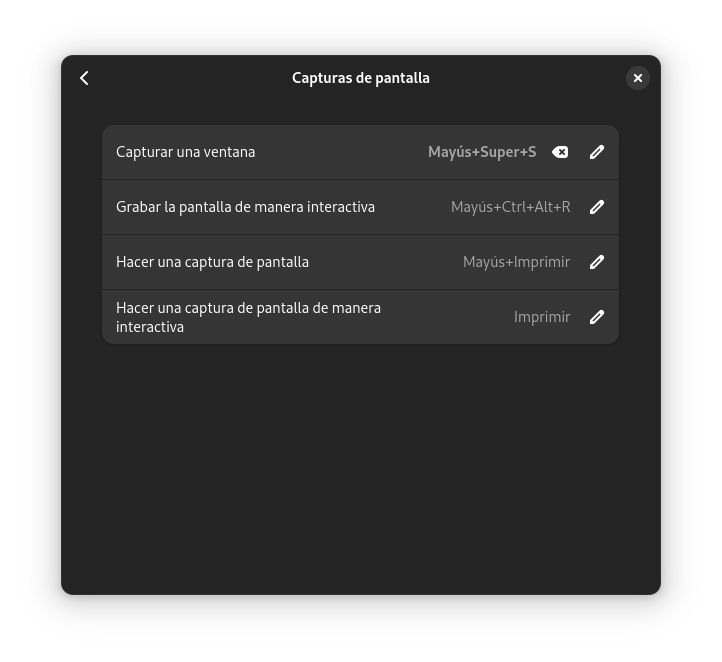 Capturas de pantalla
Capturar una ventana Mayús+Super+S
Grabar la pantalla de manera interactiva Mayús+Ctrl+Alt+R
Hacer una captura de pantalla Mayús+Imprimir
Hacer una captura de pantalla de manera
interactiva Imprimir